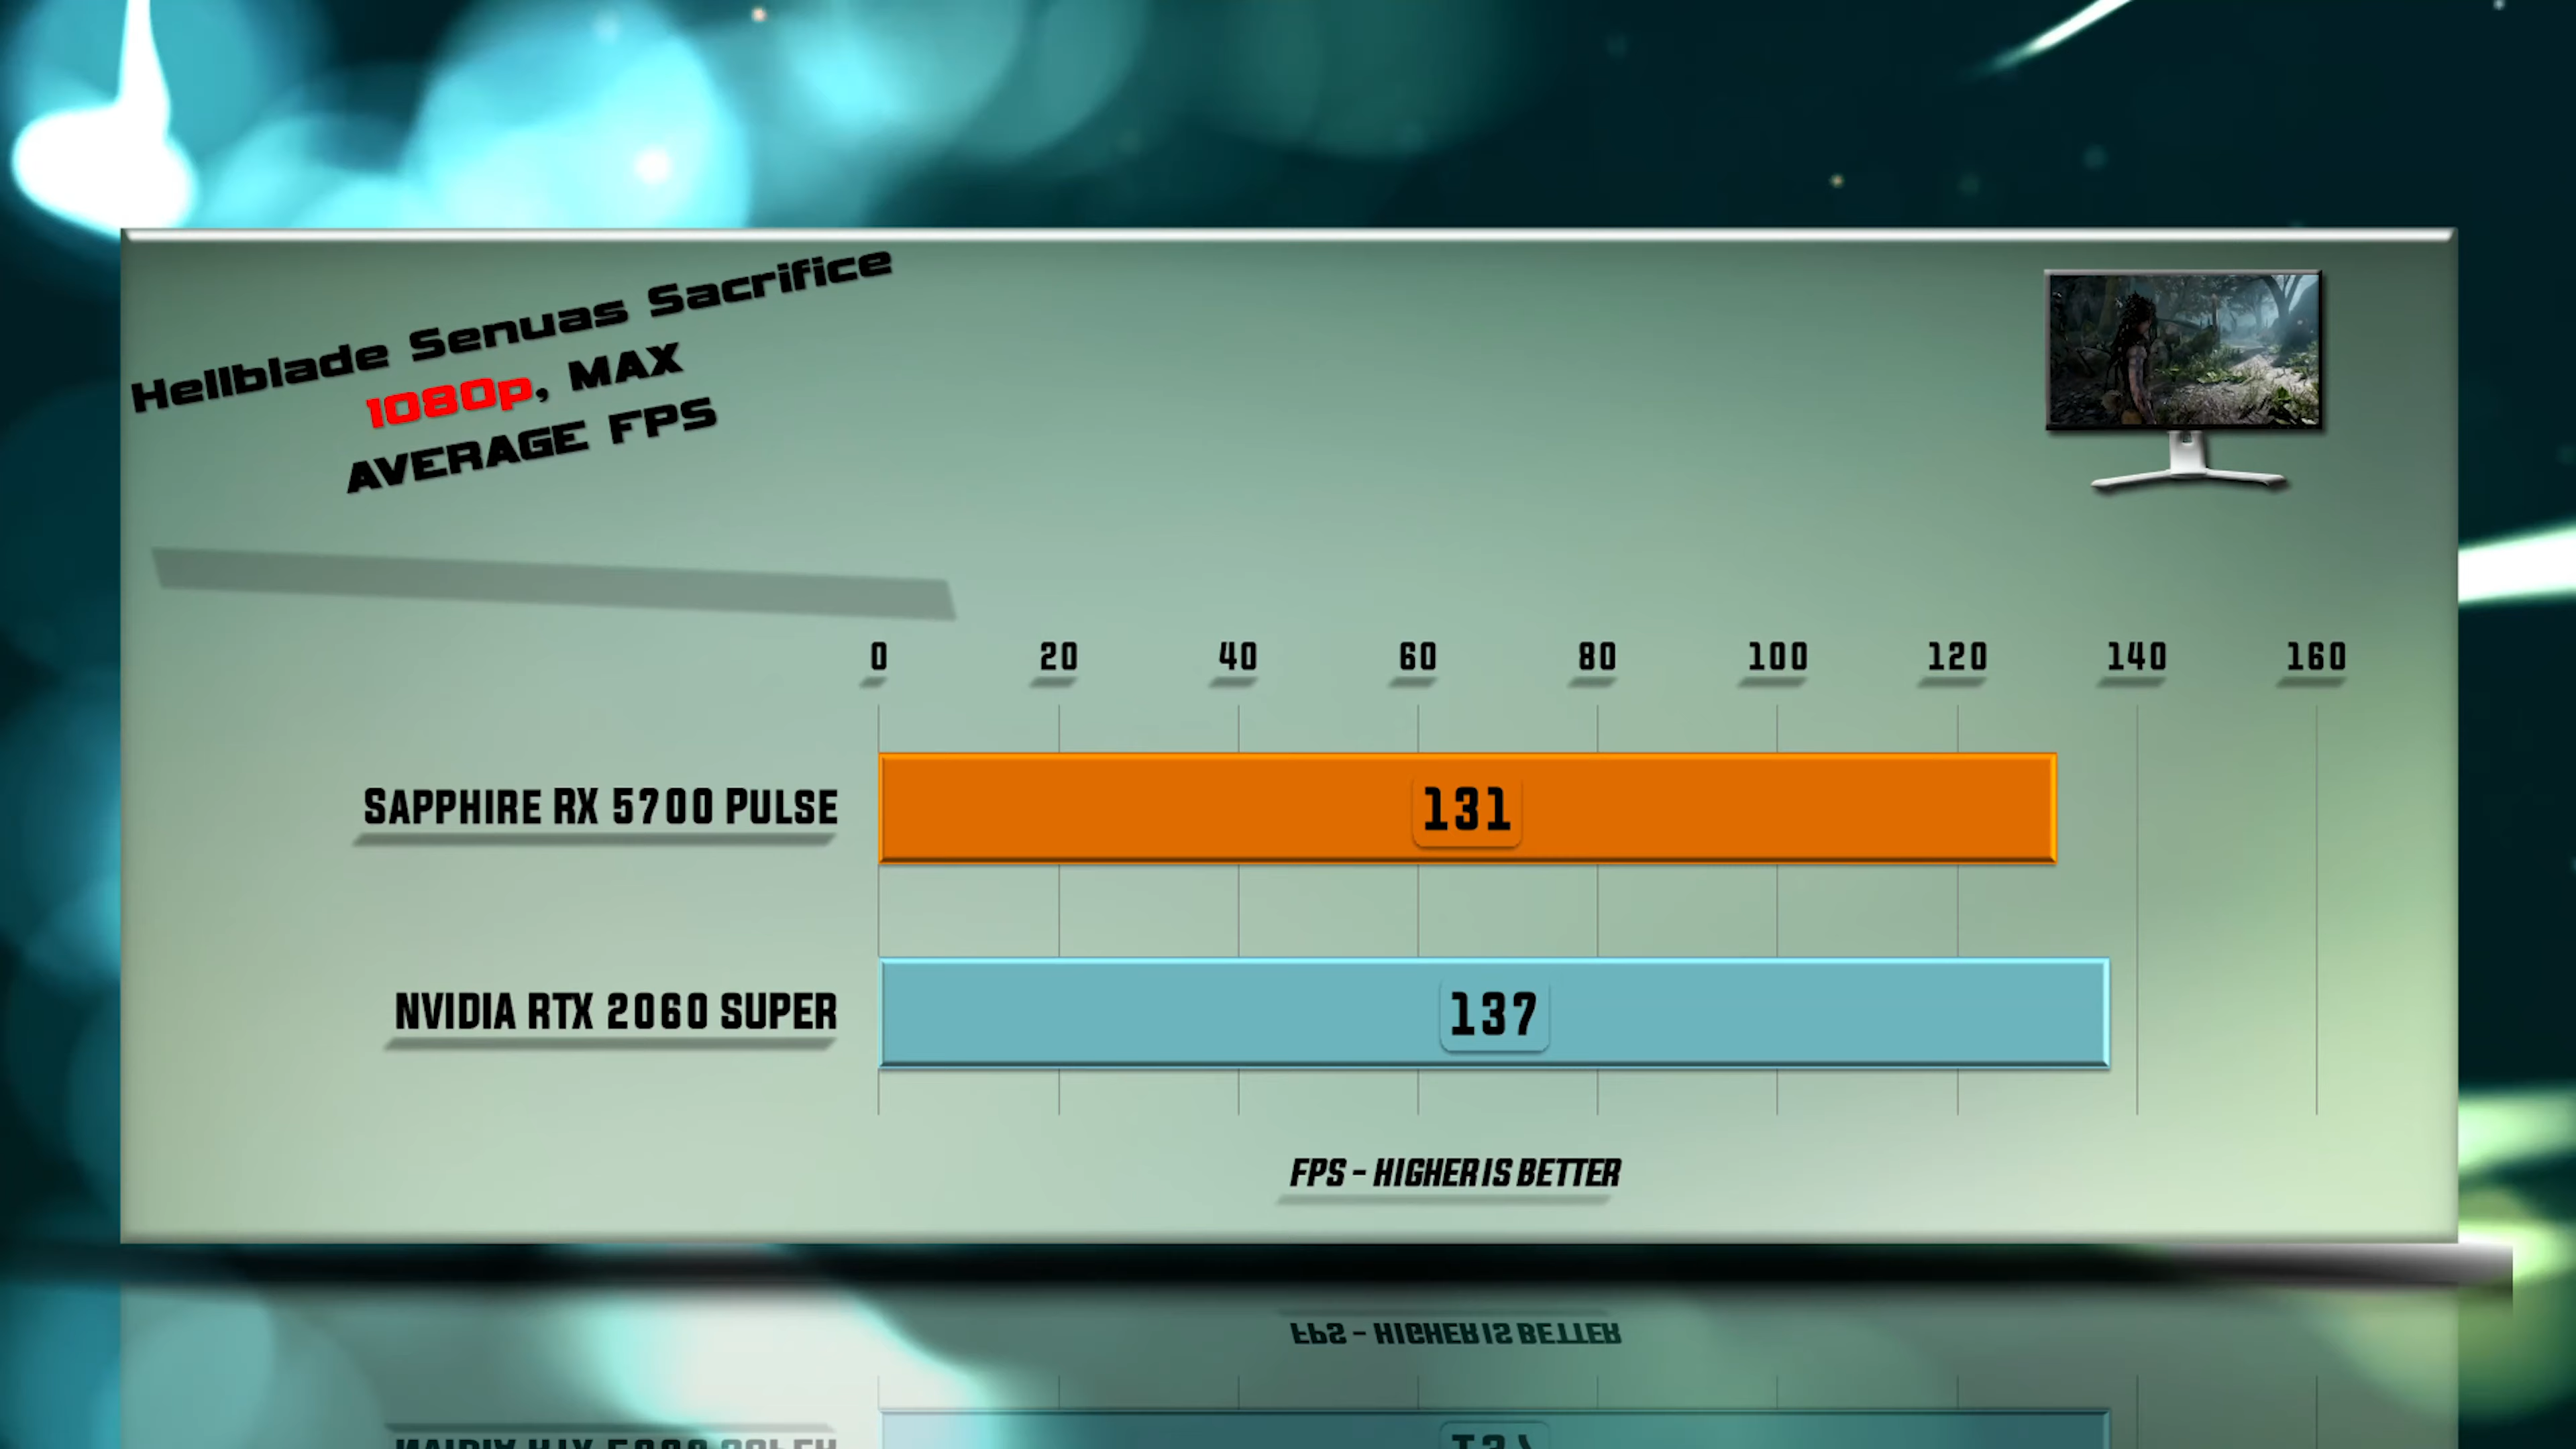 Hellblade Senuas Sacrifice
1080p, MAX
AVERAGE FPS
0 20 40 60 80 100 120 140 160
SAPPHIRE RX 5700 PULSE 131
NVIDIA RTX 2060 SUPER 137
FPS - HIGHER IS BETTER